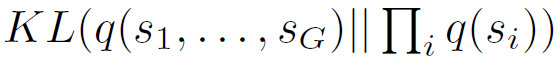 KL(q(s_1, . . . , s_G)||∏_i q(s_i))